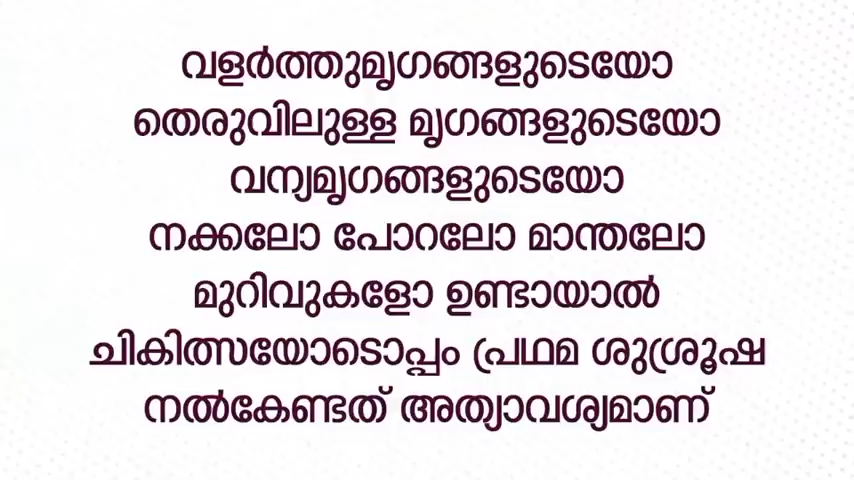 വളർത്തുമൃഗങ്ങളുടെയോ
തെരുവിലുള്ള മൃഗങ്ങളുടെയോ
വന്യമൃഗങ്ങളുടെയോ
നക്കലോ പോറലോ മാന്തലോ
മുറിവുകളോ ഉണ്ടായാൽ
ചികിത്സയോടൊപ്പം പ്രഥമ ശുശ്രൂഷ
നൽകേണ്ടത് അത്യാവശ്യമാണ്